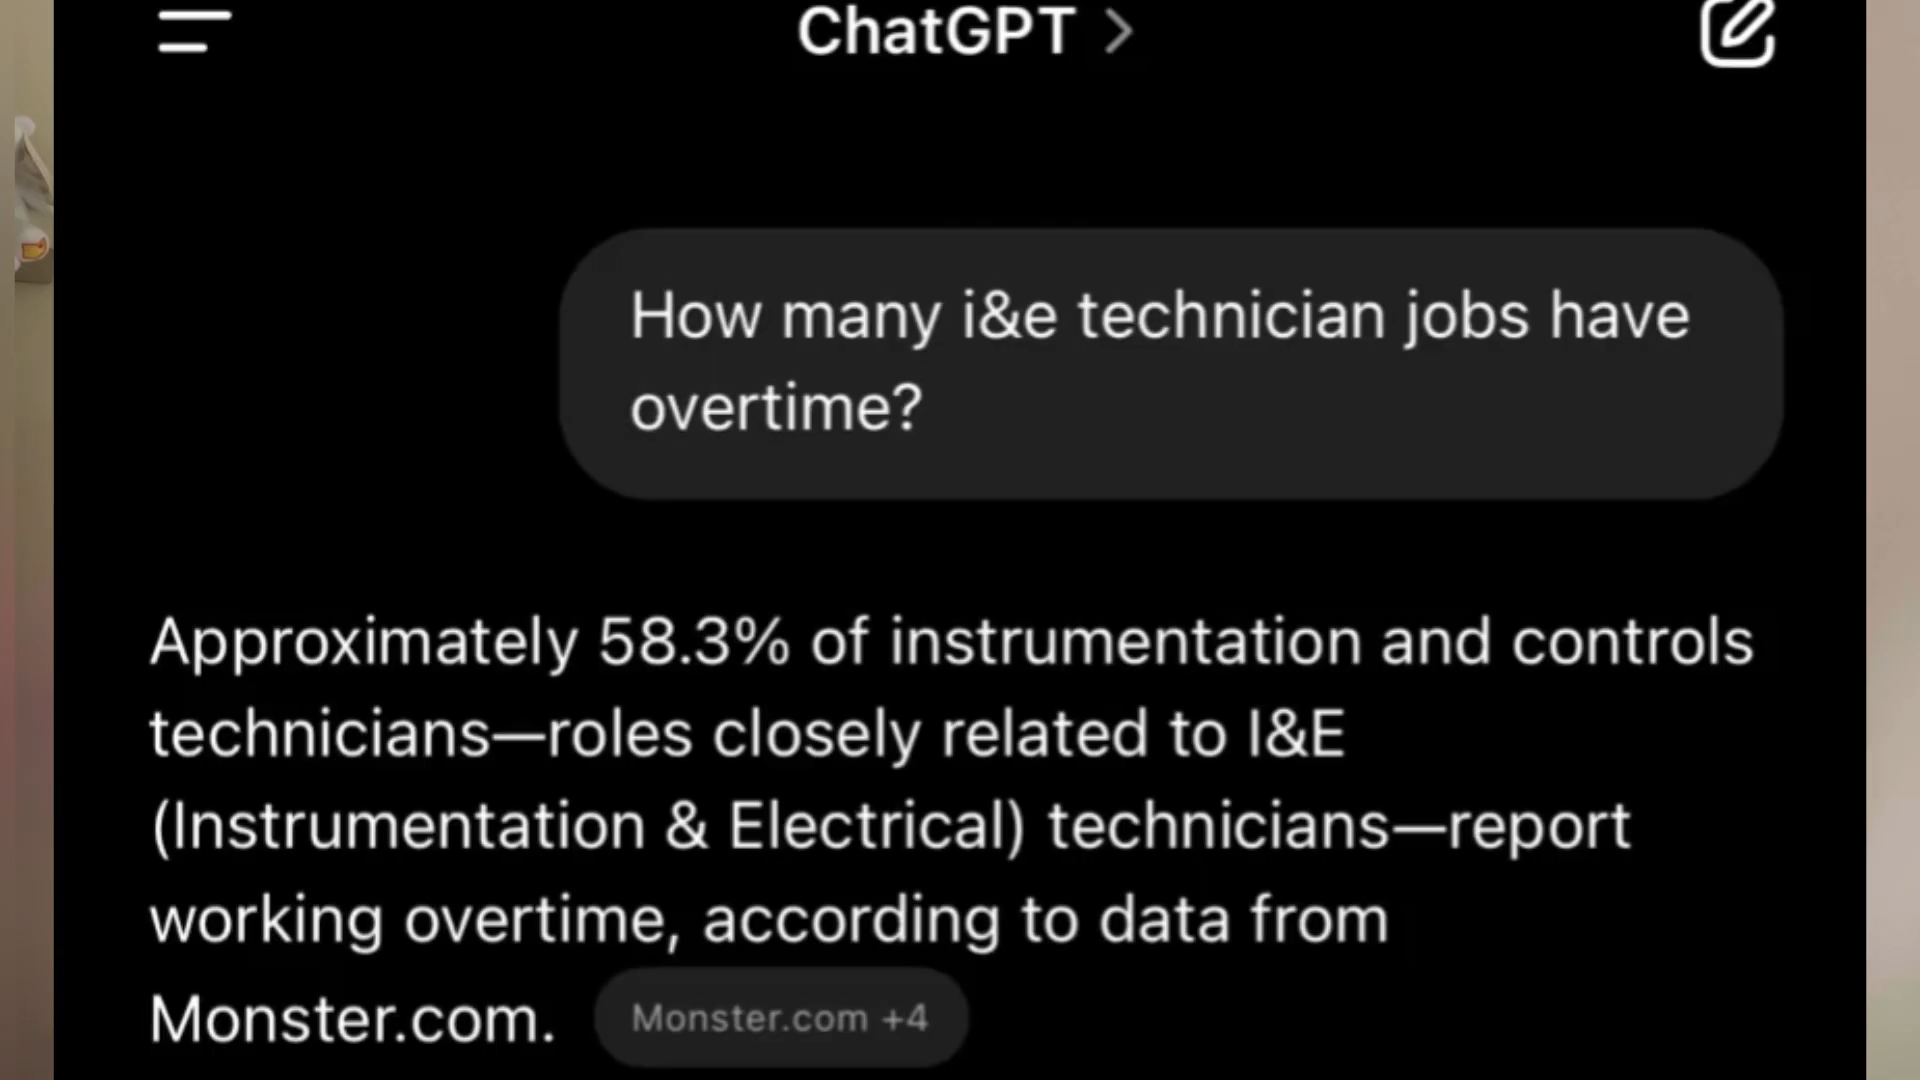 ChatGPT >
How many i&e technician jobs have
overtime?
Approximately 58.3% of instrumentation and controls
technicians—roles closely related to I&E
(Instrumentation & Electrical) technicians—report
working overtime, according to data from
Monster.com. Monster.com +4